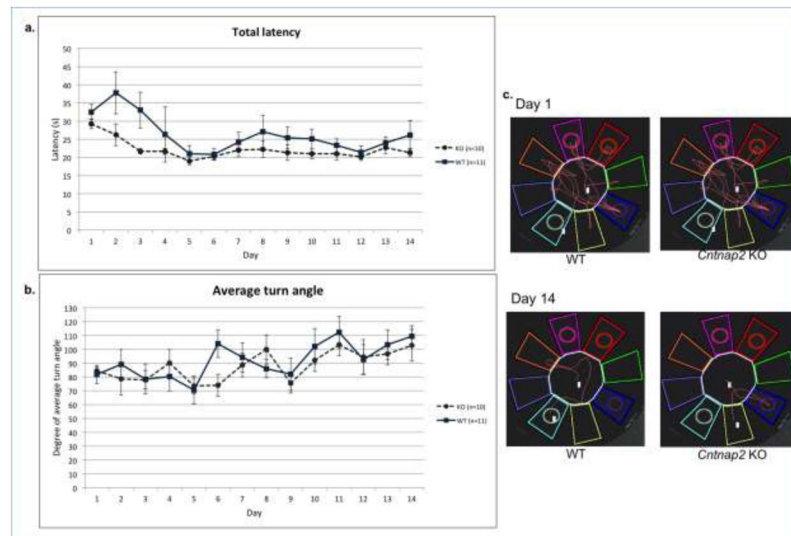 a.
Total latency
50
45
40
35
30
25
20
15
10
5
0
Latency (s)
1 2 3 4 5 6 7 8 9 10 11 12 13 14
Day
KO (n=10)
WT (n=11)
b.
Average turn angle
130
120
110
100
90
80
70
60
50
40
30
20
10
0
Degree of average turn angle
1 2 3 4 5 6 7 8 9 10 11 12 13 14
Day
KO (n=10)
WT (n=11)
c.
Day 1
WT
Cntnap2 KO
Day 14
WT
Cntnap2 KO